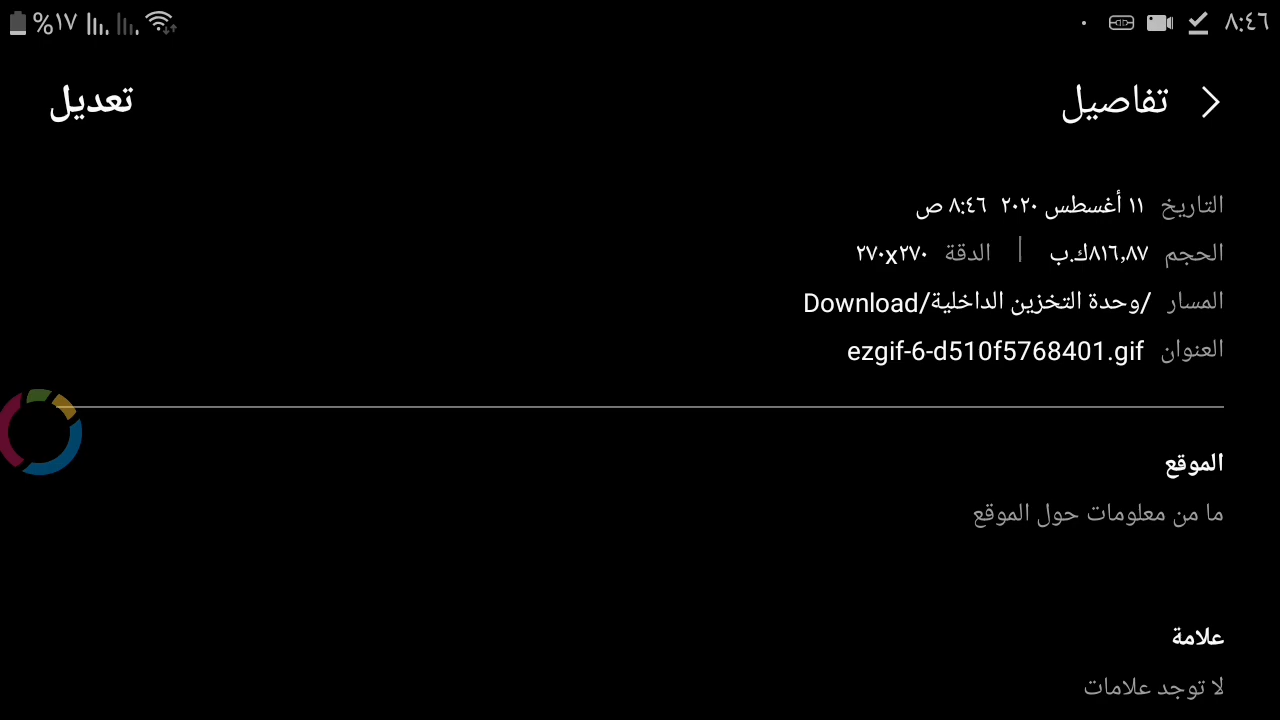 ٨:٤٦ %١٧
تفاصيل تعديل
التاريخ ١١ أغسطس ٢٠٢٠ ٨:٤٦ ص
الحجم ٨١٦,٨٧ك.ب | الدقة ٢٧٠x٢٧٠
المسار /وحدة التخزين الداخلية/Download
العنوان ezgif-6-d510f5768401.gif
الموقع
ما من معلومات حول الموقع
علامة
لا توجد علامات